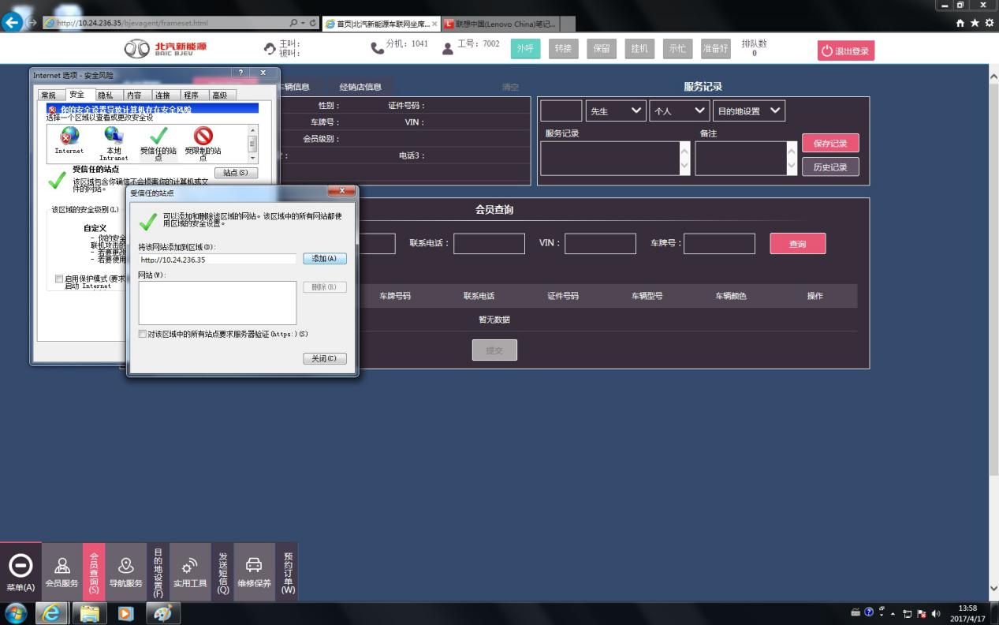 http://10.24.236.35/bjevagent/frameset.html
首页|北汽新能源车联网坐席...
联想中国(Lenovo China)笔记...
北汽新能源
BAIC BJEV
主叫：
被叫：
分机：1041
工号：7002
外呼
转接
保留
挂机
示忙
准备好
排队数
0
退出登录
Internet 选项 - 安全风险
常规
安全
隐私
内容
连接
程序
高级
你的安全设置导致计算机存在安全风险
选择一个区域以查看或更改安全设
Internet
本地
Intranet
受信任的站
点
受限制的站
点
受信任的站点
站点(S)
该区域包含你确信不会损害你的计算机或文
件的网站。
该区域的安全级别(L)
自定义
- 你的安全
联机攻击的
- 若要更改
- 若要使用
启用保护模式(要求
启动 Internet
受信任的站点
可以添加和删除该区域的网站。该区域中的所有网站都使
用区域的安全设置。
将该网站添加到区域(D)：
http://10.24.236.35
添加(A)
网站(W)：
删除(R)
对该区域中的所有站点要求服务器验证(https:)(S)
关闭(C)
车辆信息
经销店信息
清空
性别：
证件号码：
车牌号：
VIN：
会员级别：
电话3：
服务记录
先生
个人
目的地设置
服务记录
备注
保存记录
历史记录
会员查询
联系电话：
VIN：
车牌号：
查询
车牌号码
联系电话
证件号码
车辆型号
车辆颜色
操作
暂无数据
提交
菜单(A)
会员服务
会员查询(S)
导航服务
目的地设置(F)
实用工具
发送短信(Q)
维修保养
预约订单(W)
13:58
2017/4/17